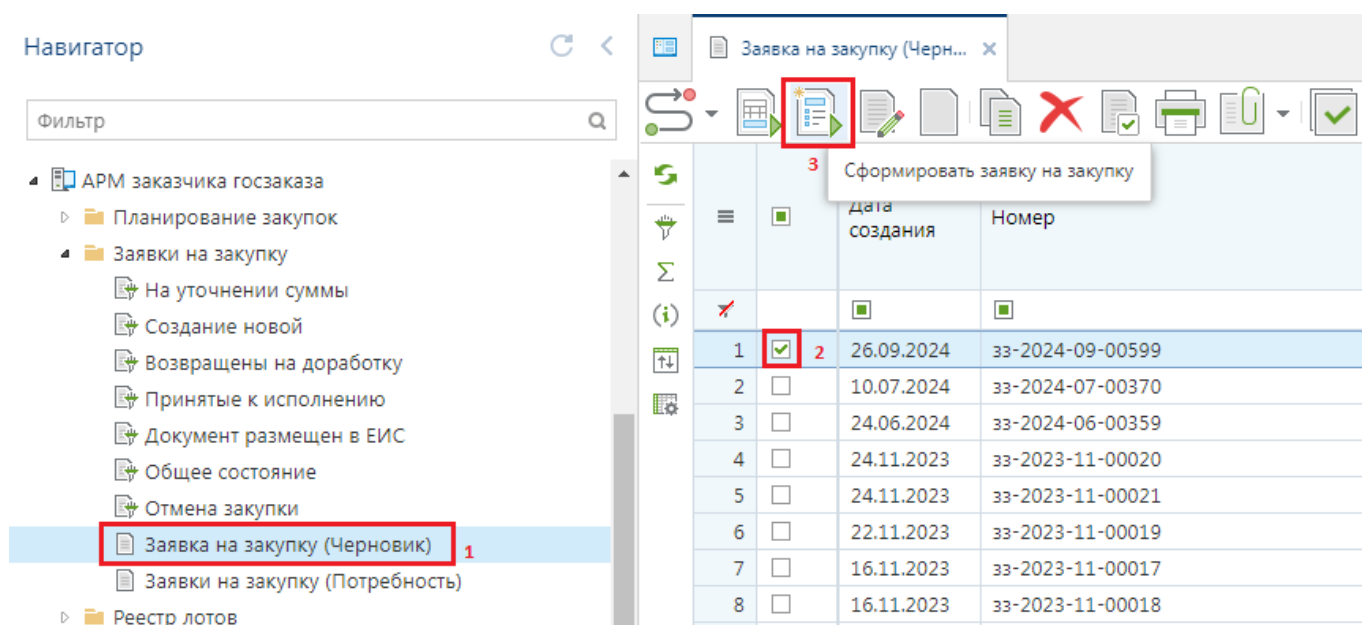 Навигатор
Фильтр
АРМ заказчика госзаказа
Планирование закупок
Заявки на закупку
На уточнении суммы
Создание новой
Возвращены на доработку
Принятые к исполнению
Документ размещен в ЕИС
Общее состояние
Отмена закупки
Заявка на закупку (Черновик) 1
Заявки на закупку (Потребность)
Реестр лотов
Заявка на закупку (Черн...
3 Сформировать заявку на закупку
Дата
создания
Номер
1 2 26.09.2024 зз-2024-09-00599
2 10.07.2024 зз-2024-07-00370
3 24.06.2024 зз-2024-06-00359
4 24.11.2023 зз-2023-11-00020
5 24.11.2023 зз-2023-11-00021
6 22.11.2023 зз-2023-11-00019
7 16.11.2023 зз-2023-11-00017
8 16.11.2023 зз-2023-11-00018